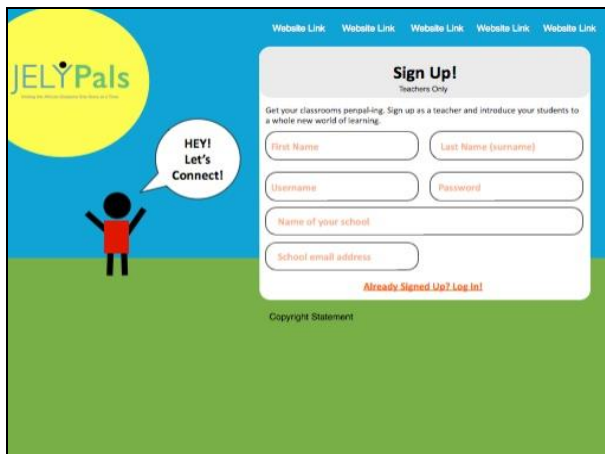 Website Link Website Link Website Link Website Link Website Link
JELYPals
HEY!
Let's
Connect!
Sign Up!
Teachers Only
Get your classrooms penpal-ing. Sign up as a teacher and introduce your students to
a whole new world of learning.
First Name
Last Name (surname)
Username
Password
Name of your school
School email address
Already Signed Up? Log In!
Copyright Statement